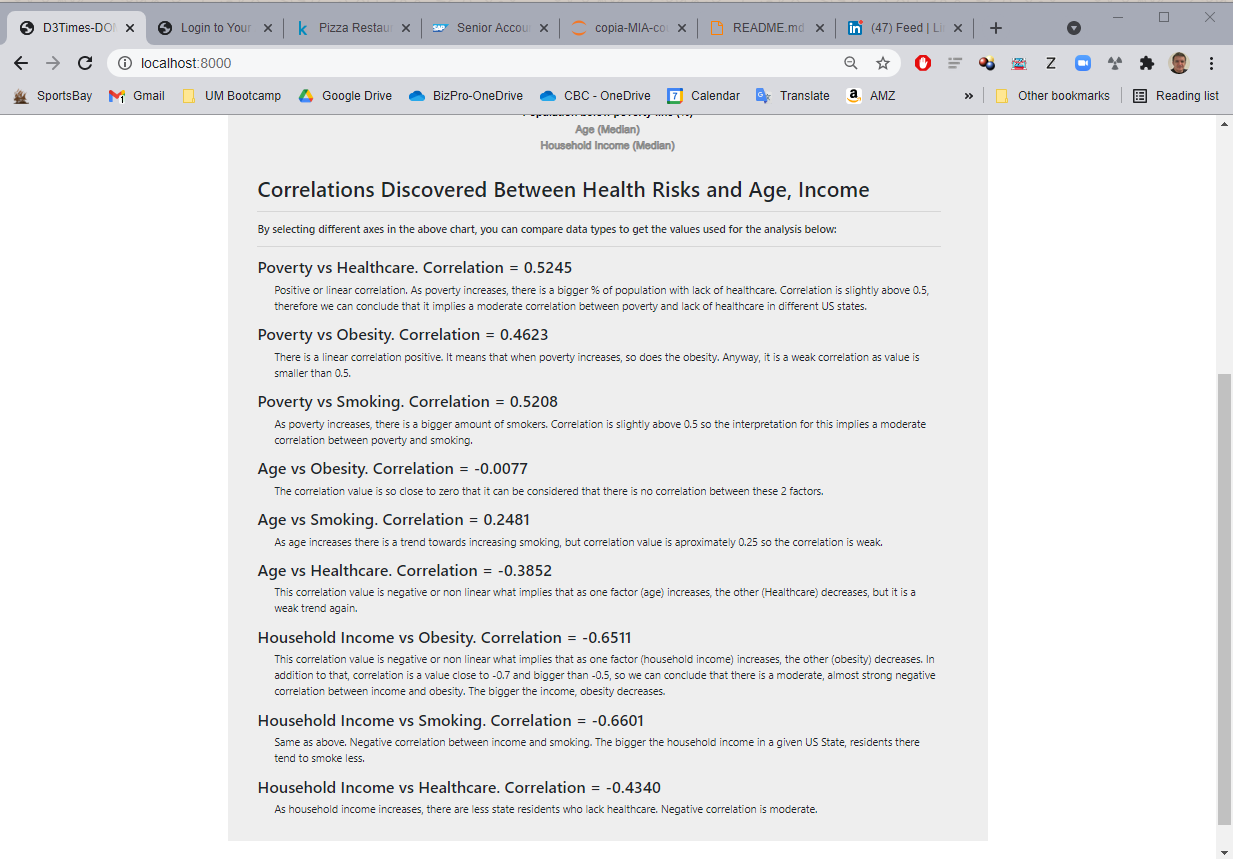 D3Times-DOM
Login to Your
Pizza Restau
Senior Accou
copia-MIA-co
README.md
(47) Feed | Li
localhost:8000
SportsBay
Gmail
UM Bootcamp
Google Drive
BizPro-OneDrive
CBC - OneDrive
Calendar
Translate
AMZ
»
Other bookmarks
Reading list
Population below poverty line (%)
Age (Median)
Household Income (Median)
Correlations Discovered Between Health Risks and Age, Income
By selecting different axes in the above chart, you can compare data types to get the values used for the analysis below:
Poverty vs Healthcare. Correlation = 0.5245
Positive or linear correlation. As poverty increases, there is a bigger % of population with lack of healthcare. Correlation is slightly above 0.5,
therefore we can conclude that it implies a moderate correlation between poverty and lack of healthcare in different US states.
Poverty vs Obesity. Correlation = 0.4623
There is a linear correlation positive. It means that when poverty increases, so does the obesity. Anyway, it is a weak correlation as value is
smaller than 0.5.
Poverty vs Smoking. Correlation = 0.5208
As poverty increases, there is a bigger amount of smokers. Correlation is slightly above 0.5 so the interpretation for this implies a moderate
correlation between poverty and smoking.
Age vs Obesity. Correlation = -0.0077
The correlation value is so close to zero that it can be considered that there is no correlation between these 2 factors.
Age vs Smoking. Correlation = 0.2481
As age increases there is a trend towards increasing smoking, but correlation value is aproximately 0.25 so the correlation is weak.
Age vs Healthcare. Correlation = -0.3852
This correlation value is negative or non linear what implies that as one factor (age) increases, the other (Healthcare) decreases, but it is a
weak trend again.
Household Income vs Obesity. Correlation = -0.6511
This correlation value is negative or non linear what implies that as one factor (household income) increases, the other (obesity) decreases. In
addition to that, correlation is a value close to -0.7 and bigger than -0.5, so we can conclude that there is a moderate, almost strong negative
correlation between income and obesity. The bigger the income, obesity decreases.
Household Income vs Smoking. Correlation = -0.6601
Same as above. Negative correlation between income and smoking. The bigger the household income in a given US State, residents there
tend to smoke less.
Household Income vs Healthcare. Correlation = -0.4340
As household income increases, there are less state residents who lack healthcare. Negative correlation is moderate.